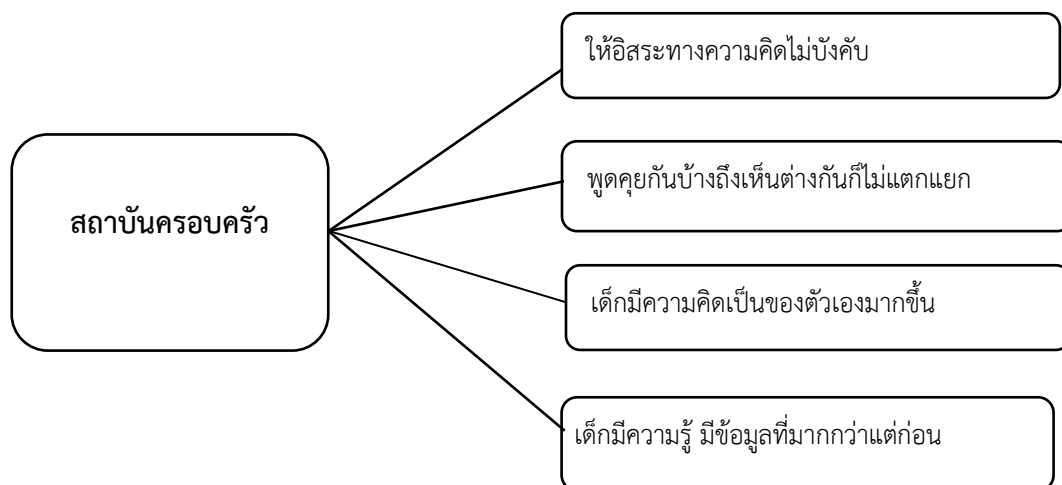 ให้อิสระทางความคิดไม่บังคับ
พูดคุยกันบ้างถึงเห็นต่างกันก็ไม่แตกแยก
สถาบันครอบครัว
เด็กมีความคิดเป็นของตัวเองมากขึ้น
เด็กมีความรู้ มีข้อมูลที่มากกว่าแต่ก่อน